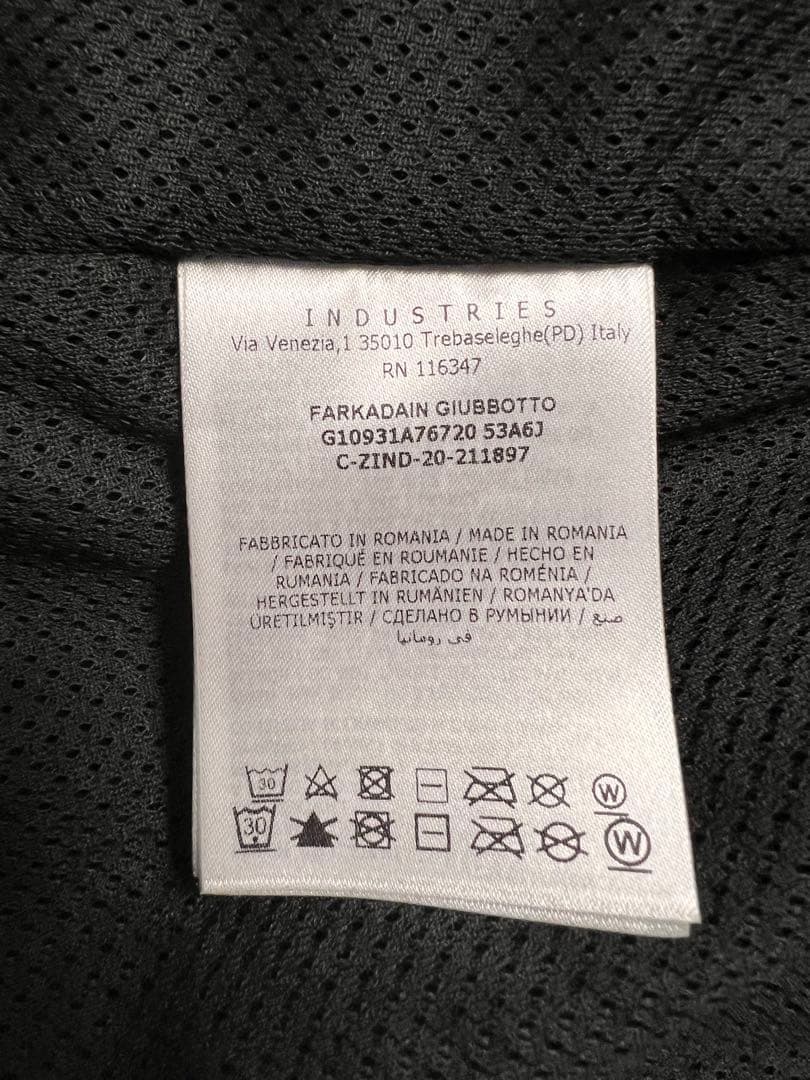 INDUSTRIES
Via Venezia,1 35010 Trebaseleghe(PD) Italy
RN 116347
FARKADAIN GIUBBOTTO
G10931A76720 53A6J
C-ZIND-20-211897
FABBRICATO IN ROMANIA / MADE IN ROMANIA
/ FABRIQUÉ EN ROUMANIE / HECHO EN
RUMANIA / FABRICADO NA ROMÉNIA /
HERGESTELLT IN RUMÄNIEN / ROMANYA'DA
ÜRETILMIŞTIR / СДЕЛАНО В РУМЫНИИ / صنع
في رومانيا
30 W
30 W